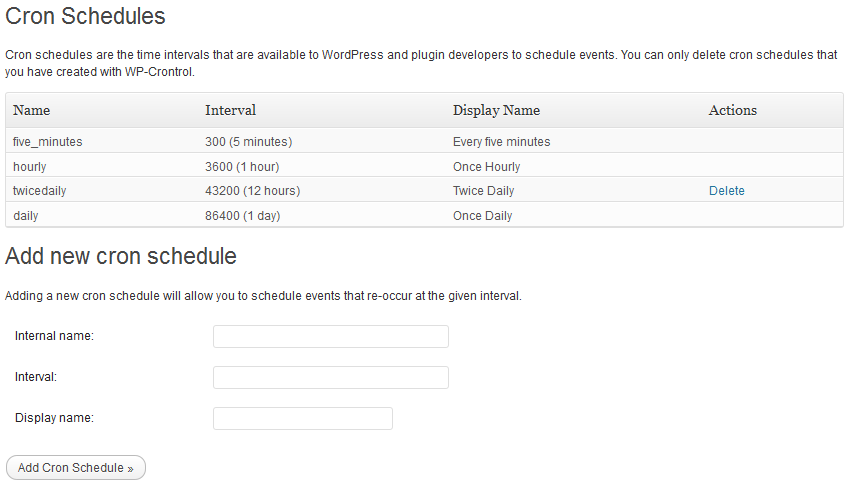 Cron Schedules
Cron schedules are the time intervals that are available to WordPress and plugin developers to schedule events. You can only delete cron schedules that
you have created with WP-Crontrol.
Name Interval Display Name Actions
five_minutes 300 (5 minutes) Every five minutes
hourly 3600 (1 hour) Once Hourly
twicedaily 43200 (12 hours) Twice Daily Delete
daily 86400 (1 day) Once Daily
Add new cron schedule
Adding a new cron schedule will allow you to schedule events that re-occur at the given interval.
Internal name:
Interval:
Display name:
Add Cron Schedule »